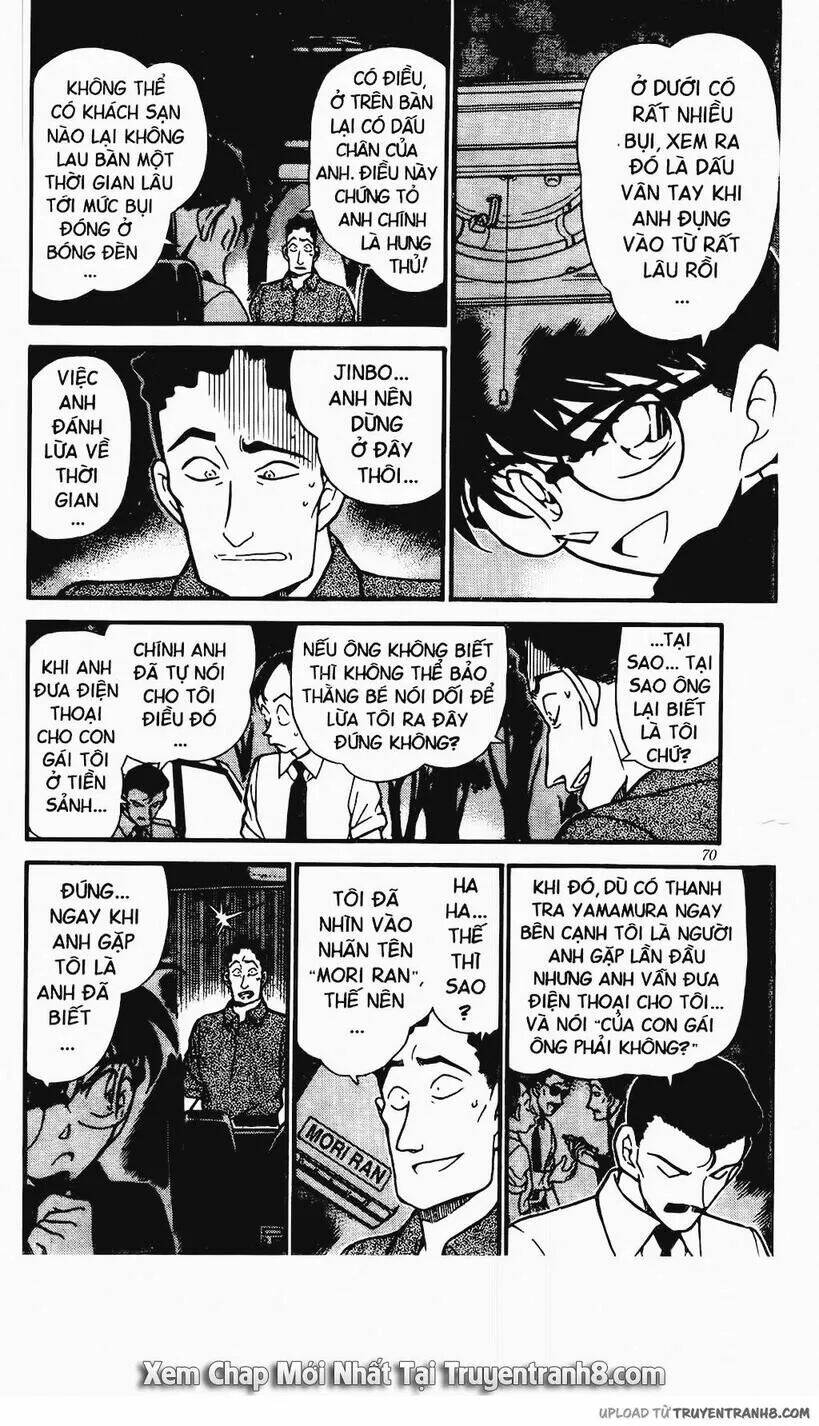 Ở DƯỚI CÓ
RẤT NHIỀU
BỤI, XEM RA
ĐÓ LÀ DẤU
VÂN TAY KHI
ANH ĐỤNG
VÀO TỪ RẤT
LÂU RỒI
...
CÓ ĐIỀU,
Ở TRÊN BÀN
LẠI CÓ DẤU
CHÂN CỦA
ANH. ĐIỀU NÀY
CHỨNG TỎ
ANH CHÍNH
LÀ HUNG
THỦ!
KHÔNG THỂ
CÓ KHÁCH SẠN
NÀO LẠI KHÔNG
LAU BÀN MỘT
THỜI GIAN LÂU
TỚI MỨC BỤI
ĐÓNG Ở
BÓNG ĐÈN
...
JINBO...
ANH NÊN
DỪNG
Ở ĐÂY
THÔI...
VIỆC
ANH
ĐÁNH
LỪA VỀ
THỜI
GIAN
...
...TẠI
SAO... TẠI
SAO ÔNG
LẠI BIẾT
LÀ TÔI
CHỨ?
NẾU ÔNG KHÔNG BIẾT
THÌ KHÔNG THỂ BẢO
THẰNG BÉ NÓI DỐI ĐỂ
LỪA TÔI RA ĐÂY
ĐÚNG KHÔNG?
CHÍNH ANH
ĐÃ TỰ NÓI
CHO TÔI
ĐIỀU ĐÓ
...
KHI ANH
ĐƯA ĐIỆN
THOẠI
CHO CON
GÁI TÔI
Ở TIỀN
SẢNH...
70
KHI ĐÓ, DÙ CÓ THANH
TRA YAMAMURA NGAY
BÊN CẠNH TÔI LÀ NGƯỜI
ANH GẶP LẦN ĐẦU
NHƯNG ANH VẪN ĐƯA
ĐIỆN THOẠI CHO TÔI...
VÀ NÓI "CỦA CON GÁI
ÔNG PHẢI KHÔNG?"
HA
HA...
THẾ
THÌ
SAO
?
TÔI ĐÃ
NHÌN VÀO
NHÃN TÊN
"MORI RAN",
THẾ NÊN
...
MORI RAN
ĐÚNG...
NGAY KHI
ANH GẶP
TÔI LÀ
ANH ĐÃ
BIẾT
...
Xem Chap Mới Nhất Tại Truyentranh8.com
UPLOAD TỪ TRUYENTRANH8.COM